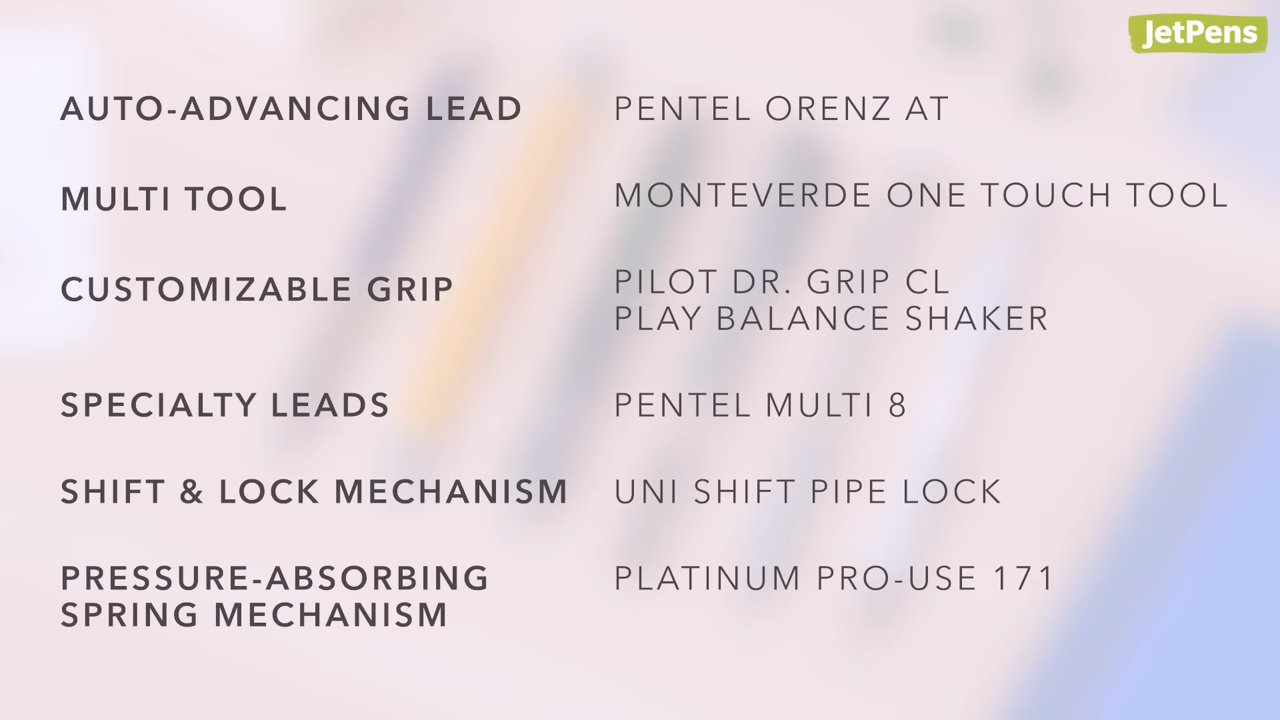 JetPens
AUTO-ADVANCING LEAD PENTEL ORENZ AT
MULTI TOOL MONTEVERDE ONE TOUCH TOOL
CUSTOMIZABLE GRIP PILOT DR. GRIP CL
PLAY BALANCE SHAKER
SPECIALTY LEADS PENTEL MULTI 8
SHIFT & LOCK MECHANISM UNI SHIFT PIPE LOCK
PRESSURE-ABSORBING PLATINUM PRO-USE 171
SPRING MECHANISM